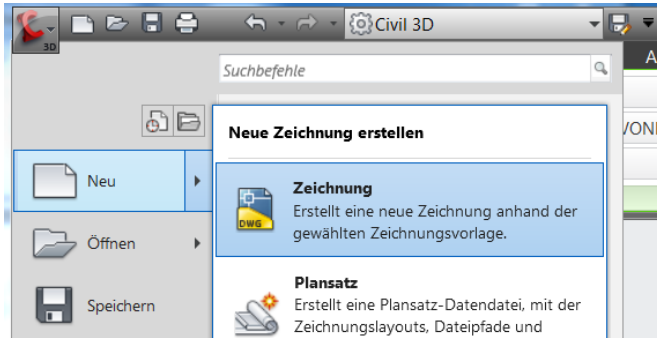 Civil 3D
3D
Suchbefehle
A
Neue Zeichnung erstellen
Neu
Zeichnung
Erstellt eine neue Zeichnung anhand der
gewählten Zeichnungsvorlage.
DWG
Öffnen
Plansatz
Erstellt eine Plansatz-Datendatei, mit der
Zeichnungslayouts, Dateipfade und
Speichern